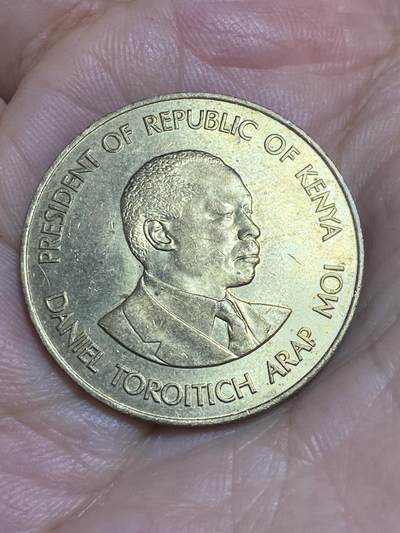 PRESIDENT OF REPUBLIC OF KENYA
DANIEL TOROITICH ARAP MOI